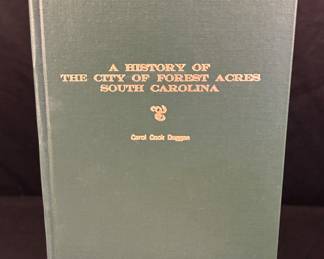 A HISTORY OF
THE CITY OF FOREST ACRES
SOUTH CAROLINA
Carol Cook Duggan